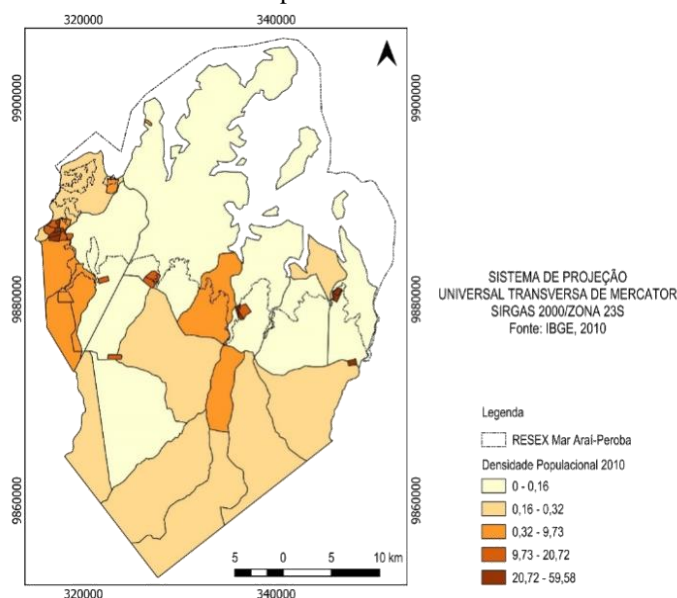 320000
340000
9900000
9900000
9880000
9880000
9860000
9860000
5 0 5 10 km
320000
340000
SISTEMA DE PROJEÇÃO
UNIVERSAL TRANSVERSA DE MERCATOR
SIRGAS 2000/ZONA 23S
Fonte: IBGE, 2010
Legenda
RESEX Mar Araí-Peroba
Densidade Populacional 2010
0 - 0,16
0,16 - 0,32
0,32 - 9,73
9,73 - 20,72
20,72 - 59,58